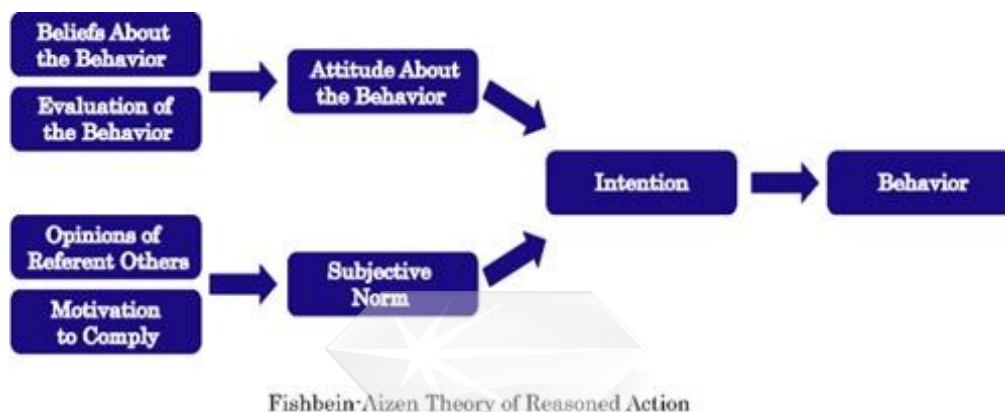 Beliefs About
the Behavior
Evaluation of
the Behavior
Attitude About
the Behavior
Opinions of
Referent Others
Motivation
to Comply
Subjective
Norm
Intention
Behavior
Fishbein-Aizen Theory of Reasoned Action